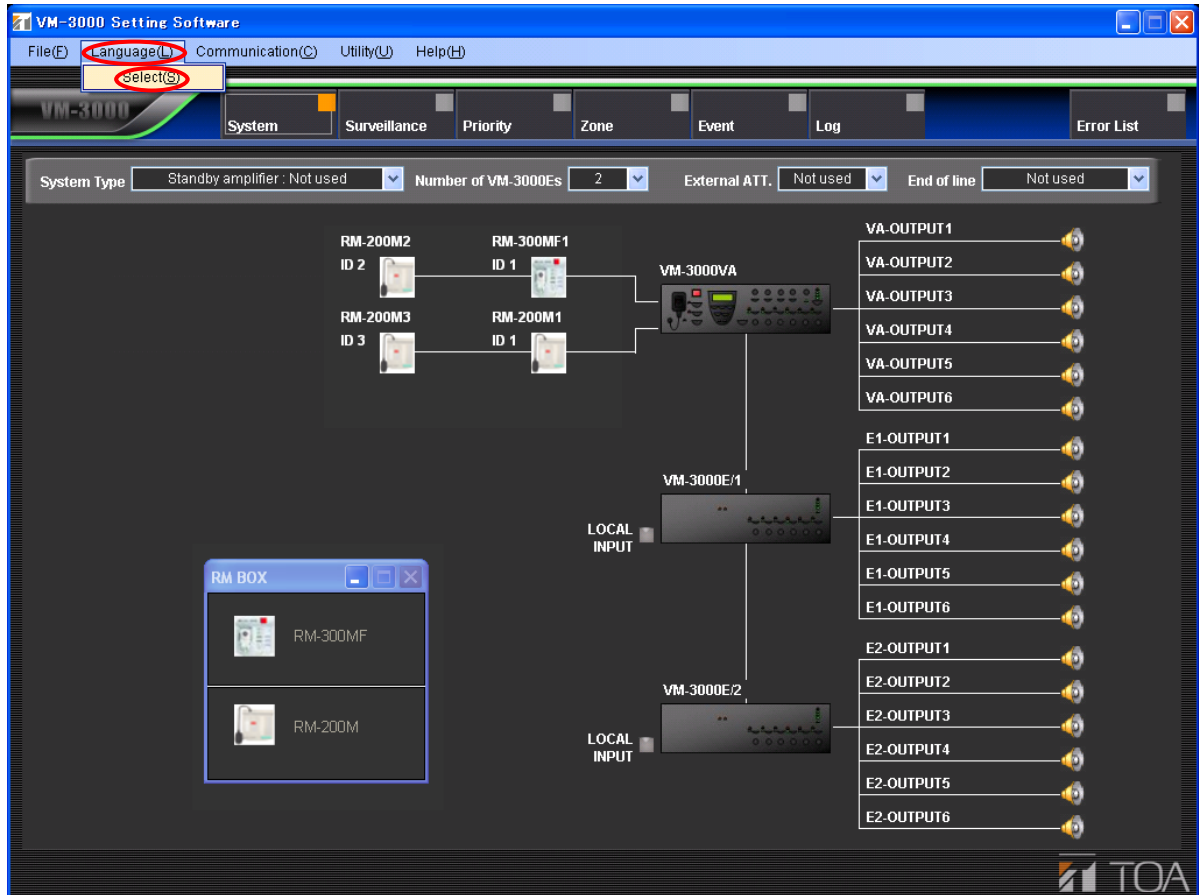 VM-3000 Setting Software
File(F) Language(L) Communication(C) Utility(U) Help(H)
Select(S)
VM-3000
System Surveillance Priority Zone Event Log Error List
System Type Standby amplifier : Not used Number of VM-3000Es 2 External ATT. Not used End of line Not used
RM-200M2 RM-300MF1
ID 2 ID 1
RM-200M3 RM-200M1
ID 3 ID 1
VM-3000VA
VA-OUTPUT1
VA-OUTPUT2
VA-OUTPUT3
VA-OUTPUT4
VA-OUTPUT5
VA-OUTPUT6
VM-3000E/1
LOCAL
INPUT
E1-OUTPUT1
E1-OUTPUT2
E1-OUTPUT3
E1-OUTPUT4
E1-OUTPUT5
E1-OUTPUT6
RM BOX
RM-300MF
RM-200M
VM-3000E/2
LOCAL
INPUT
E2-OUTPUT1
E2-OUTPUT2
E2-OUTPUT3
E2-OUTPUT4
E2-OUTPUT5
E2-OUTPUT6
TOA